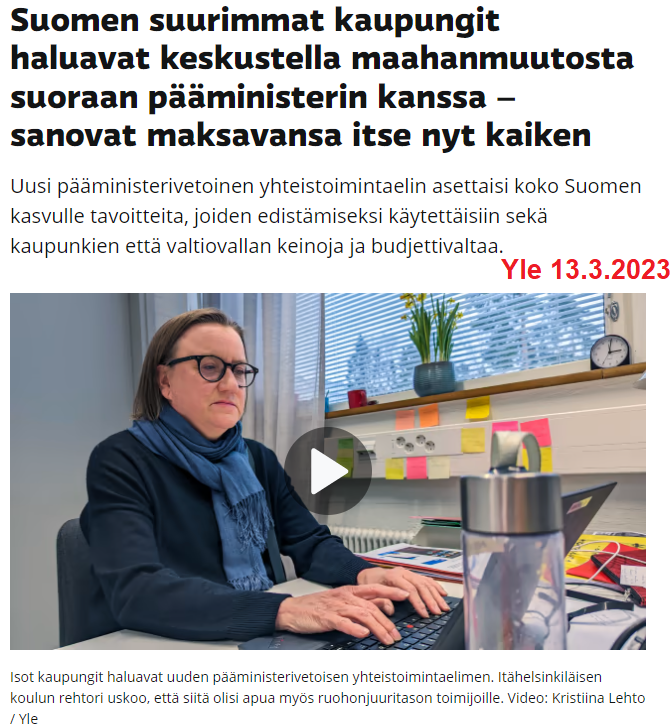 Suomen suurimmat kaupungit
haluavat keskustella maahanmuutosta
suoraan pääministerin kanssa –
sanovat maksavansa itse nyt kaiken
Uusi pääministerivetoinen yhteistoimintaelin asettaisi koko Suomen
kasvulle tavoitteita, joiden edistämiseksi käytettäisiin sekä
kaupunkien että valtiovallan keinoja ja budjettivaltaa.
Yle 13.3.2023
Isot kaupungit haluavat uuden pääministerivetoisen yhteistoimintaelimen. Itähelsinkiläisen
koulun rehtori uskoo, että siitä olisi apua myös ruohonjuuritason toimijoille. Video: Kristiina Lehto
/ Yle